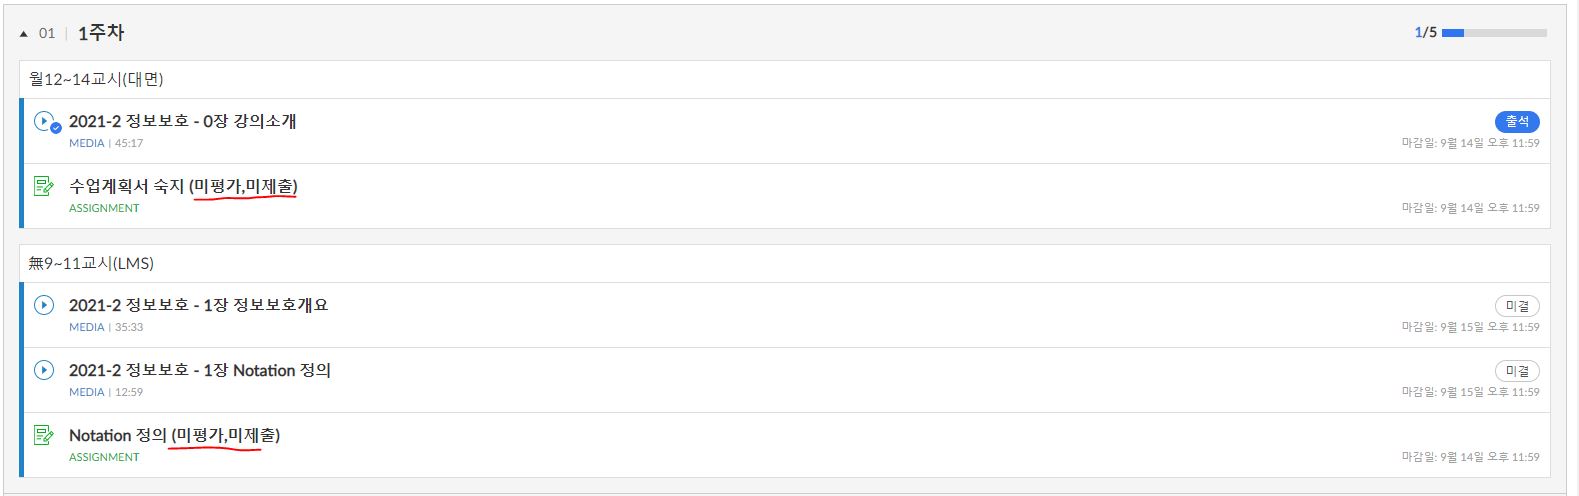 01 | 1주차 1/5
월12~14교시(대면)
2021-2 정보보호 - 0장 강의소개 출석
MEDIA | 45:17 마감일: 9월 14일 오후 11:59
수업계획서 숙지 (미평가,미제출)
ASSIGNMENT 마감일: 9월 14일 오후 11:59
無9~11교시(LMS)
2021-2 정보보호 - 1장 정보보호개요 미결
MEDIA | 35:33 마감일: 9월 15일 오후 11:59
2021-2 정보보호 - 1장 Notation 정의 미결
MEDIA | 12:59 마감일: 9월 15일 오후 11:59
Notation 정의 (미평가,미제출)
ASSIGNMENT 마감일: 9월 14일 오후 11:59